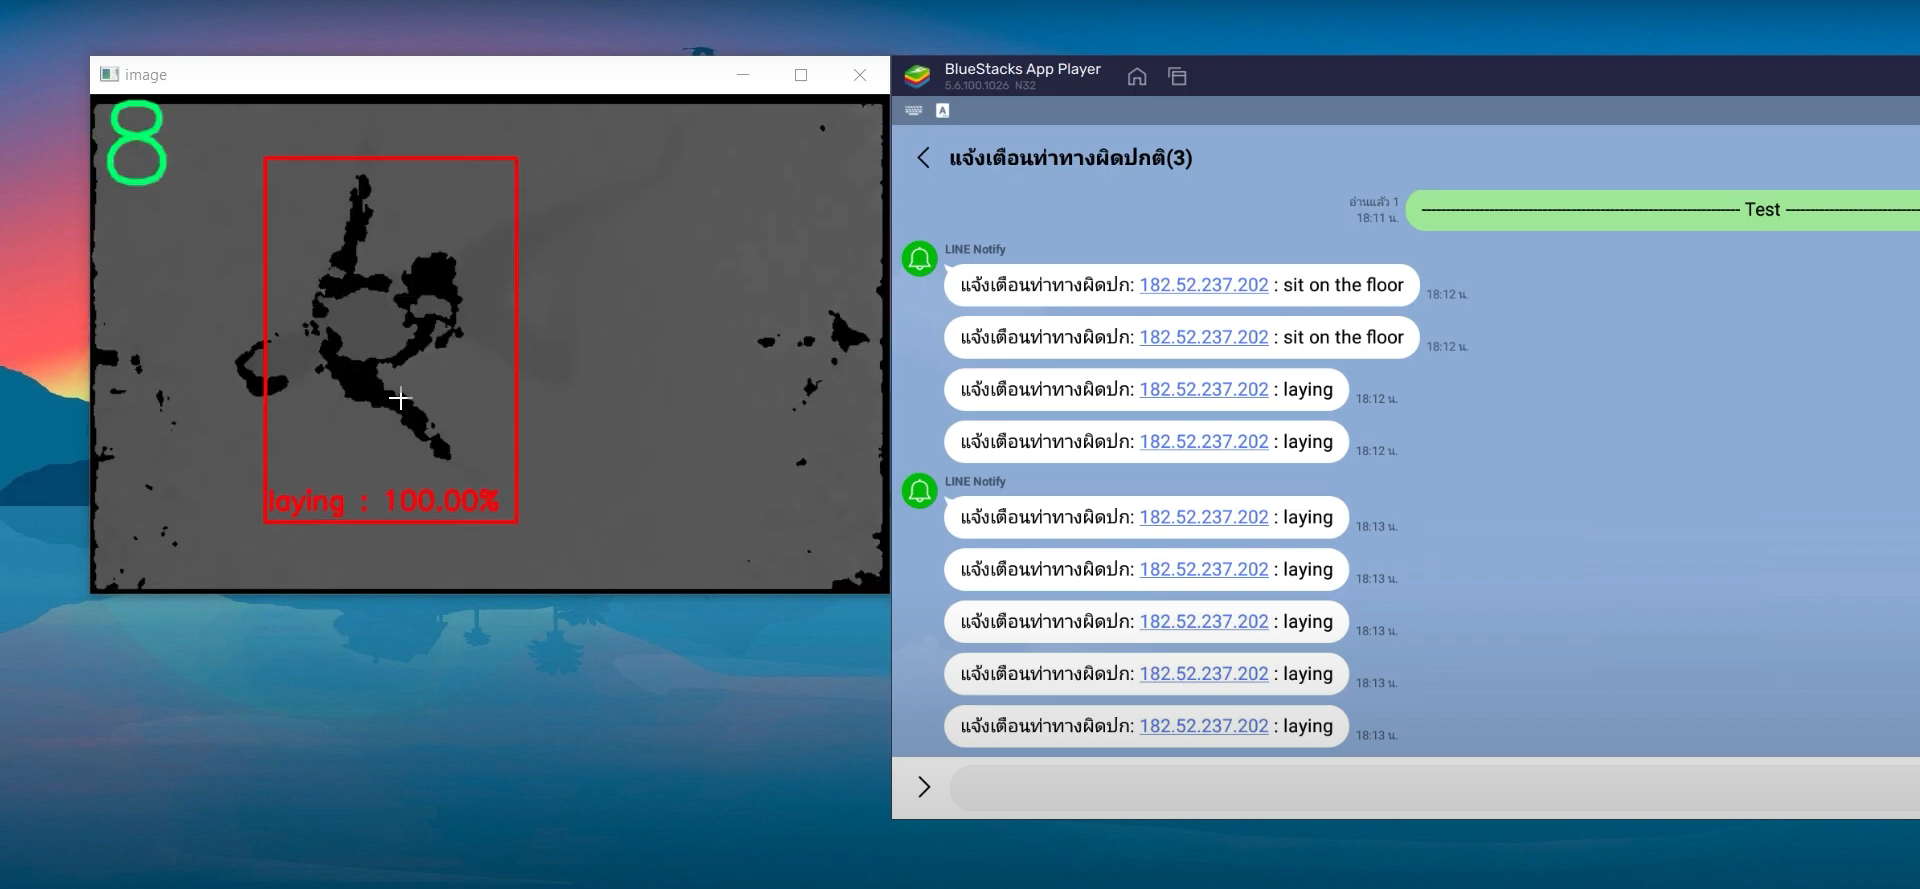 image
8
laying : 100.00%
BlueStacks App Player
5.6.100.1026 N32
A
แจ้งเตือนท่าทางผิดปกติ(3)
อ่านแล้ว 1
18:11 น.
Test
LINE Notify
แจ้งเตือนท่าทางผิดปก: 182.52.237.202 : sit on the floor
18:12 น.
แจ้งเตือนท่าทางผิดปก: 182.52.237.202 : sit on the floor
18:12 น.
แจ้งเตือนท่าทางผิดปก: 182.52.237.202 : laying
18:12 น.
แจ้งเตือนท่าทางผิดปก: 182.52.237.202 : laying
18:12 น.
LINE Notify
แจ้งเตือนท่าทางผิดปก: 182.52.237.202 : laying
18:13 น.
แจ้งเตือนท่าทางผิดปก: 182.52.237.202 : laying
18:13 น.
แจ้งเตือนท่าทางผิดปก: 182.52.237.202 : laying
18:13 น.
แจ้งเตือนท่าทางผิดปก: 182.52.237.202 : laying
18:13 น.
แจ้งเตือนท่าทางผิดปก: 182.52.237.202 : laying
18:13 น.